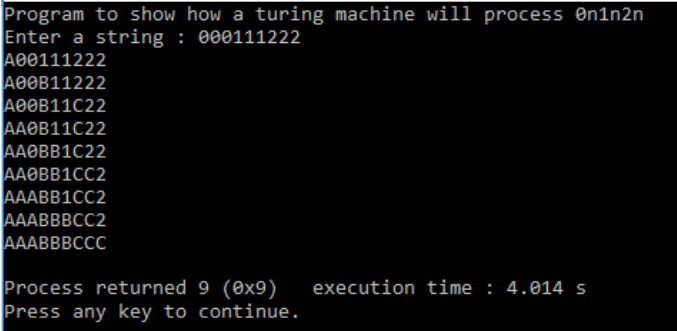 Program to show how a turing machine will process 0n1n2n
Enter a string : 000111222
A00111222
A00B11222
A00B11C22
AA0B11C22
AA0BB1C22
AA0BB1CC2
AAABB1CC2
AAABBBCC2
AAABBBCCC
Process returned 9 (0x9)   execution time : 4.014 s
Press any key to continue.